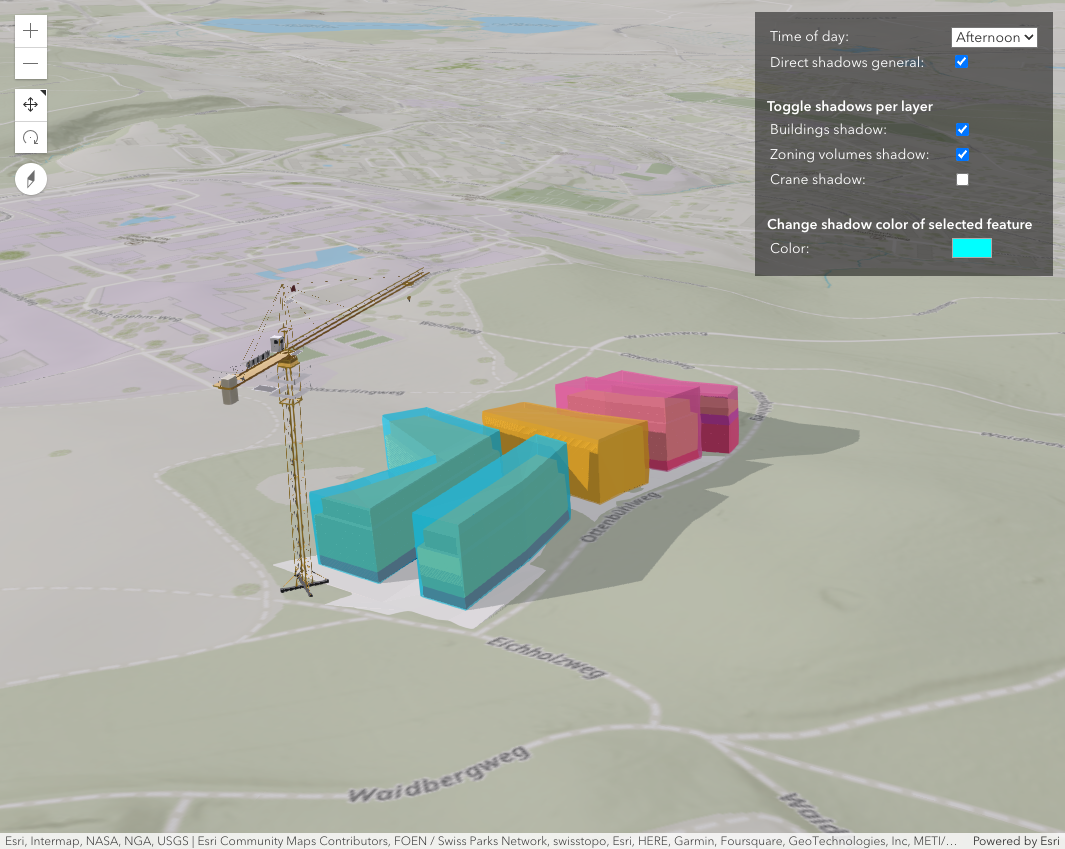 Time of day:
Afternoon
Direct shadows general:
Toggle shadows per layer
Buildings shadow:
Zoning volumes shadow:
Crane shadow:
Change shadow color of selected feature
Color:
Ottenbühlweg
Eichholzweg
Waidbergweg
Waid
Esri, Intermap, NASA, NGA, USGS | Esri Community Maps Contributors, FOEN / Swiss Parks Network, swisstopo, Esri, HERE, Garmin, Foursquare, GeoTechnologies, Inc, METI/… Powered by Esri